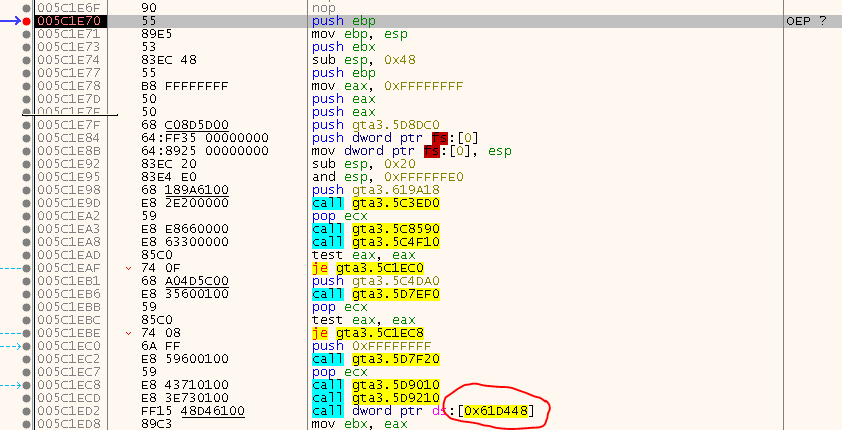 005C1E6F 90 nop
005C1E70 55 push ebp OEP ?
005C1E71 89E5 mov ebp, esp
005C1E73 53 push ebx
005C1E74 83EC 48 sub esp, 0x48
005C1E77 55 push ebp
005C1E78 B8 FFFFFFFF mov eax, 0xFFFFFFFF
005C1E7D 50 push eax
005C1E7E 50 push eax
005C1E7F 68 C08D5D00 push gta3.5D8DC0
005C1E84 64:FF35 00000000 push dword ptr fs:[0]
005C1E8B 64:8925 00000000 mov dword ptr fs:[0], esp
005C1E92 83EC 20 sub esp, 0x20
005C1E95 83E4 E0 and esp, 0xFFFFFFE0
005C1E98 68 189A6100 push gta3.619A18
005C1E9D E8 2E200000 call gta3.5C3ED0
005C1EA2 59 pop ecx
005C1EA3 E8 E8660000 call gta3.5C8590
005C1EA8 E8 63300000 call gta3.5C4F10
005C1EAD 85C0 test eax, eax
005C1EAF 74 0F je gta3.5C1EC0
005C1EB1 68 A04D5C00 push gta3.5C4DA0
005C1EB6 E8 35600100 call gta3.5D7EF0
005C1EBB 59 pop ecx
005C1EBC 85C0 test eax, eax
005C1EBE 74 08 je gta3.5C1EC8
005C1EC0 6A FF push 0xFFFFFFFF
005C1EC2 E8 59600100 call gta3.5D7F20
005C1EC7 59 pop ecx
005C1EC8 E8 43710100 call gta3.5D9010
005C1ECD E8 3E730100 call gta3.5D9210
005C1ED2 FF15 48D46100 call dword ptr ds:[0x61D448]
005C1ED8 89C3 mov ebx, eax